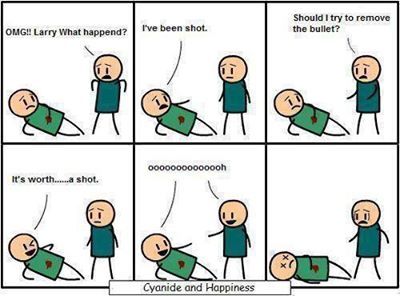 OMG!! Larry What happend?
I've been shot.
Should I try to remove
the bullet?
It's worth......a shot.
ooooooooooooooh
Cyanide and Happiness